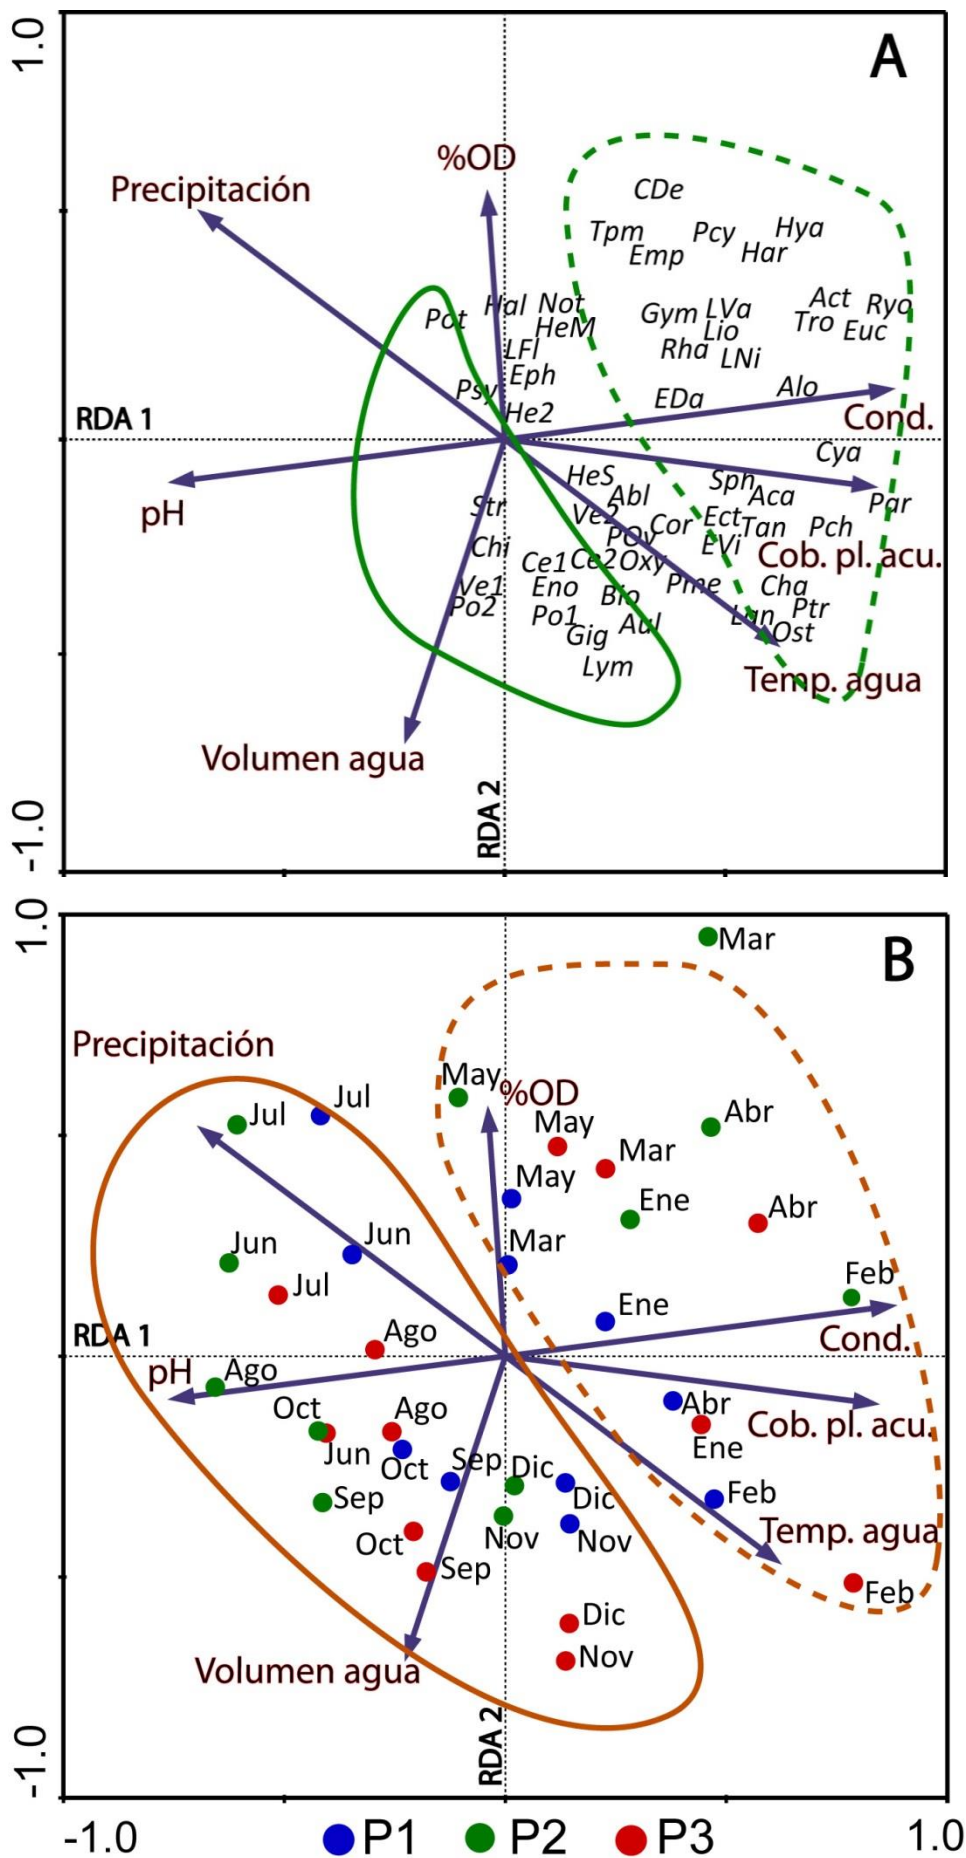 1.0
A
%OD
Precipitación
CDe
Tpm Pcy Hya
Emp Har
Hal Not Act Ryo
Pot HeM Gym LVa Tro Euc
Lio
LFl Rha LNi
Eph
Psy EDa Alo
He2
RDA 1 Cond.
Cya
HeS Sph
Abl Aca Par
pH Str Ve2 Cor Ect Tan Pch
POv EVi
Chi Ce1 Ce2 Oxy Cob. pl. acu.
Ve1 Eno Bio Pme Cha
Po2 Po1 Aul Lan Ptr
Gig Ost
Lym Temp. agua
Volumen agua
RDA 2
-1.0
1.0
Mar B
Precipitación
May %OD
Jul Jul May Abr
Mar
May
Ene Abr
Jun Jun Mar
Jul Feb
Ene
RDA 1 Ago Cond.
pH Ago
Oct Ago Abr Cob. pl. acu.
Jun Oct Sep Dic Ene
Sep Dic Feb
Oct Nov Nov Temp. agua
Sep Feb
Dic
Volumen agua Nov
RDA 2
-1.0
-1.0 P1 P2 P3 1.0